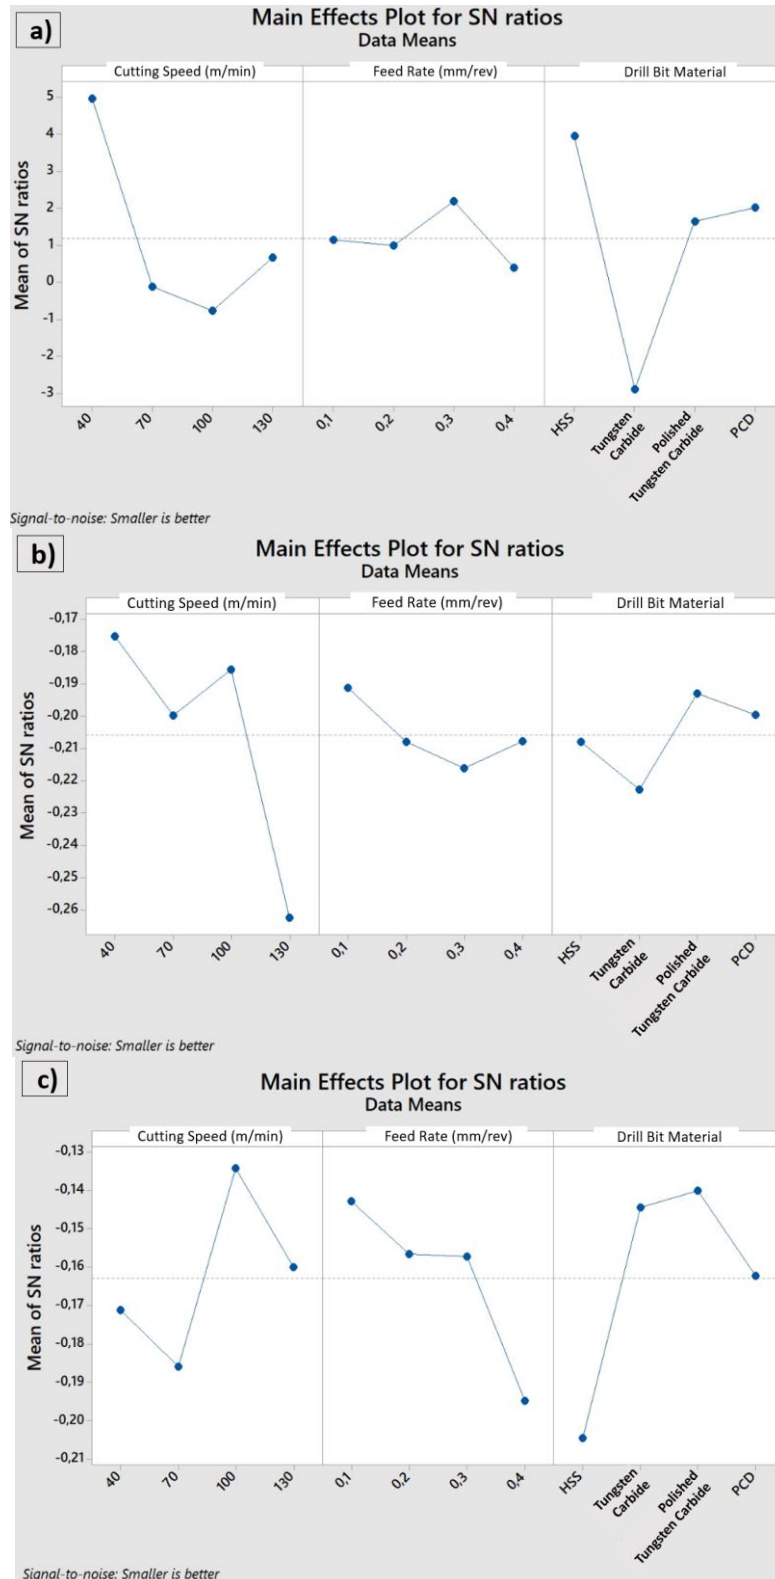 a)
Main Effects Plot for SN ratios
Data Means
Cutting Speed (m/min) Feed Rate (mm/rev) Drill Bit Material
Mean of SN ratios
5
4
3
2
1
0
-1
-2
-3
40 70 100 130 0,1 0,2 0,3 0,4 HSS Tungsten Carbide Polished Tungsten Carbide PCD
Signal-to-noise: Smaller is better
b)
Main Effects Plot for SN ratios
Data Means
Cutting Speed (m/min) Feed Rate (mm/rev) Drill Bit Material
Mean of SN ratios
-0,17
-0,18
-0,19
-0,20
-0,21
-0,22
-0,23
-0,24
-0,25
-0,26
40 70 100 130 0,1 0,2 0,3 0,4 HSS Tungsten Carbide Polished Tungsten Carbide PCD
Signal-to-noise: Smaller is better
c)
Main Effects Plot for SN ratios
Data Means
Cutting Speed (m/min) Feed Rate (mm/rev) Drill Bit Material
Mean of SN ratios
-0,13
-0,14
-0,15
-0,16
-0,17
-0,18
-0,19
-0,20
-0,21
40 70 100 130 0,1 0,2 0,3 0,4 HSS Tungsten Carbide Polished Tungsten Carbide PCD
Signal-to-noise: Smaller is better